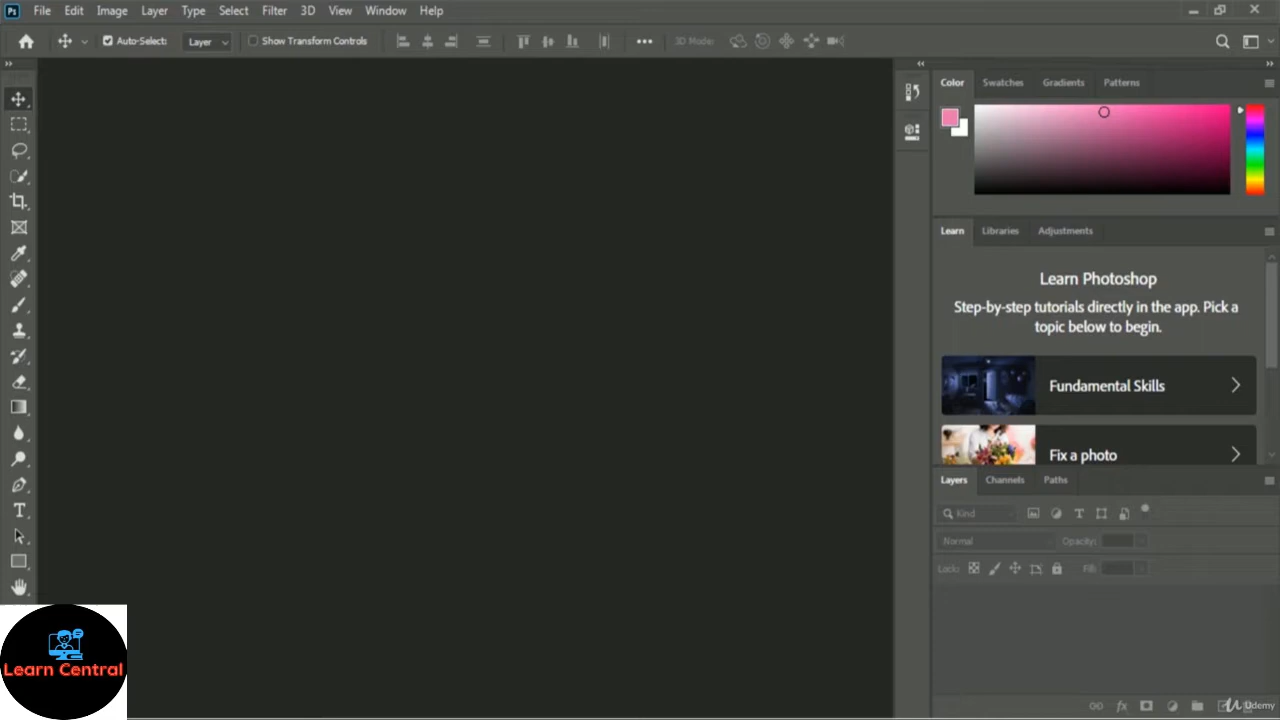 Ps File Edit Image Layer Type Select Filter 3D View Window Help
Auto-Select: Layer Show Transform Controls 3D Mode:
Color Swatches Gradients Patterns
Learn Libraries Adjustments
Learn Photoshop
Step-by-step tutorials directly in the app. Pick a
topic below to begin.
Fundamental Skills
Fix a photo
Layers Channels Paths
Kind
Normal Opacity:
Lock: Fill:
fx
Udemy
Learn Central